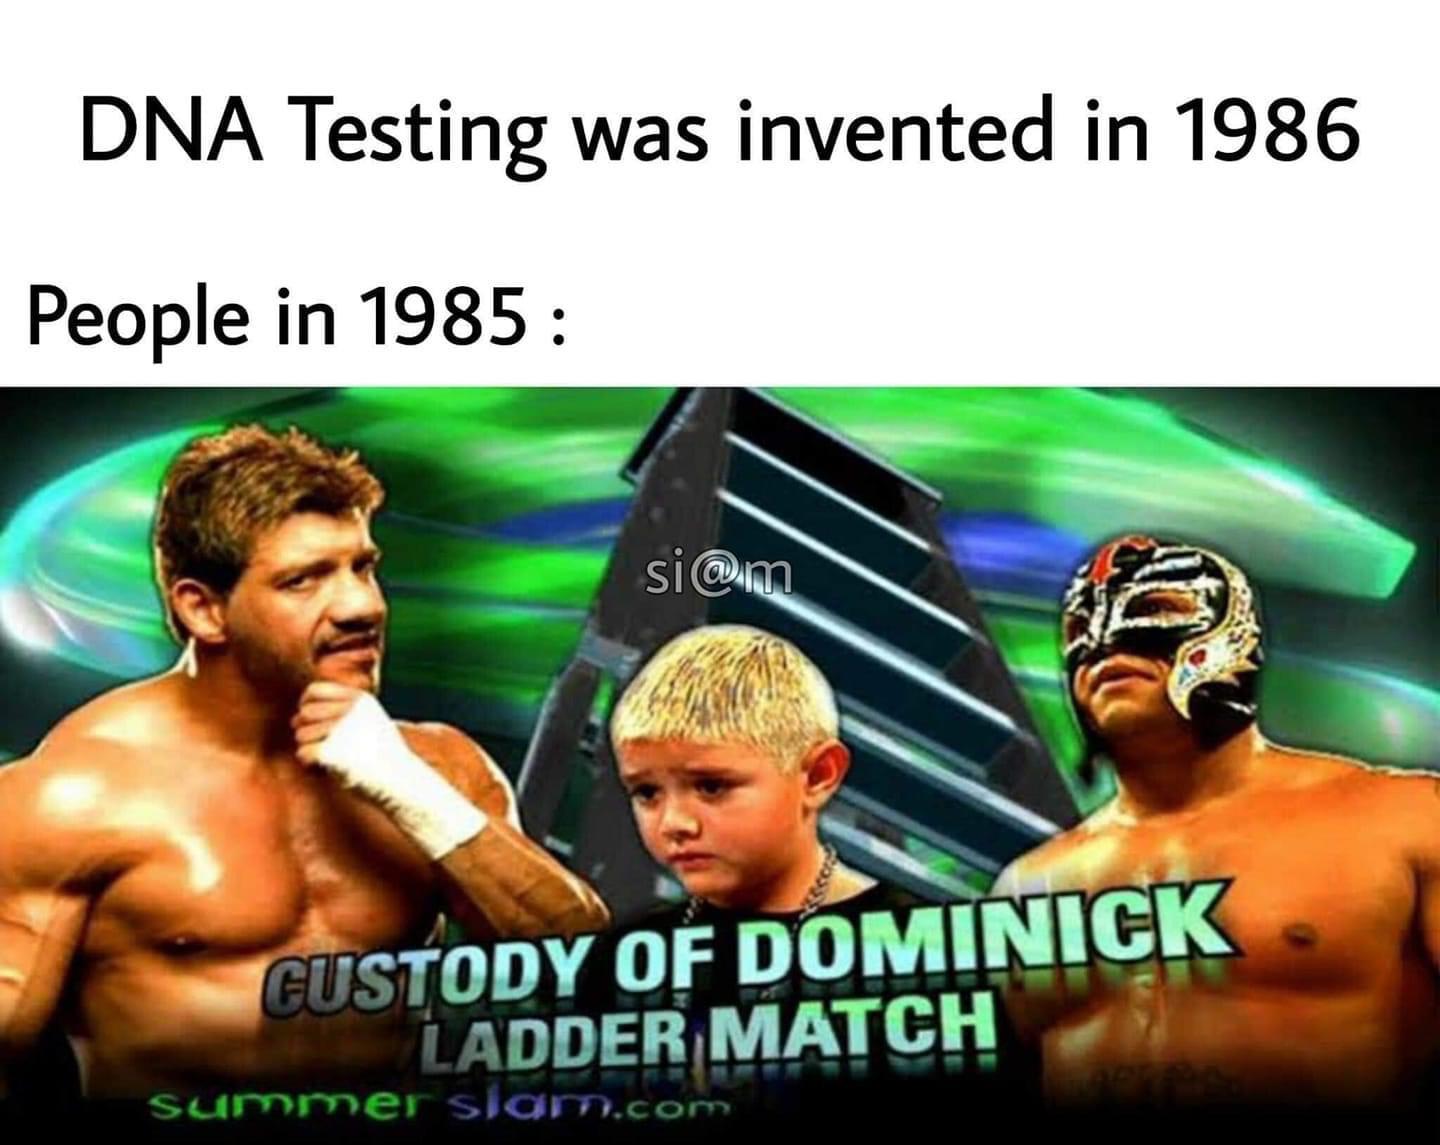 DNA Testing was invented in 1986
People in 1985 :
si@m
CUSTODY OF DOMINICK
LADDER MATCH
summerslam.com